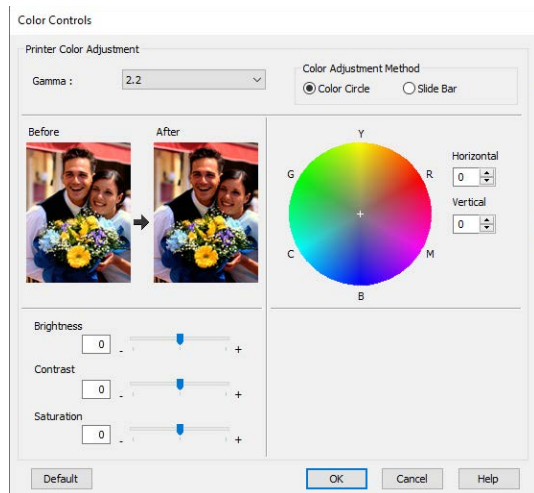 Color Controls
Printer Color Adjustment
Gamma : 2.2
Color Adjustment Method
Color Circle Slide Bar
Before After
Y
G R
C M
B
Horizontal
0
Vertical
0
Brightness
0 - +
Contrast
0 - +
Saturation
0 - +
Default OK Cancel Help